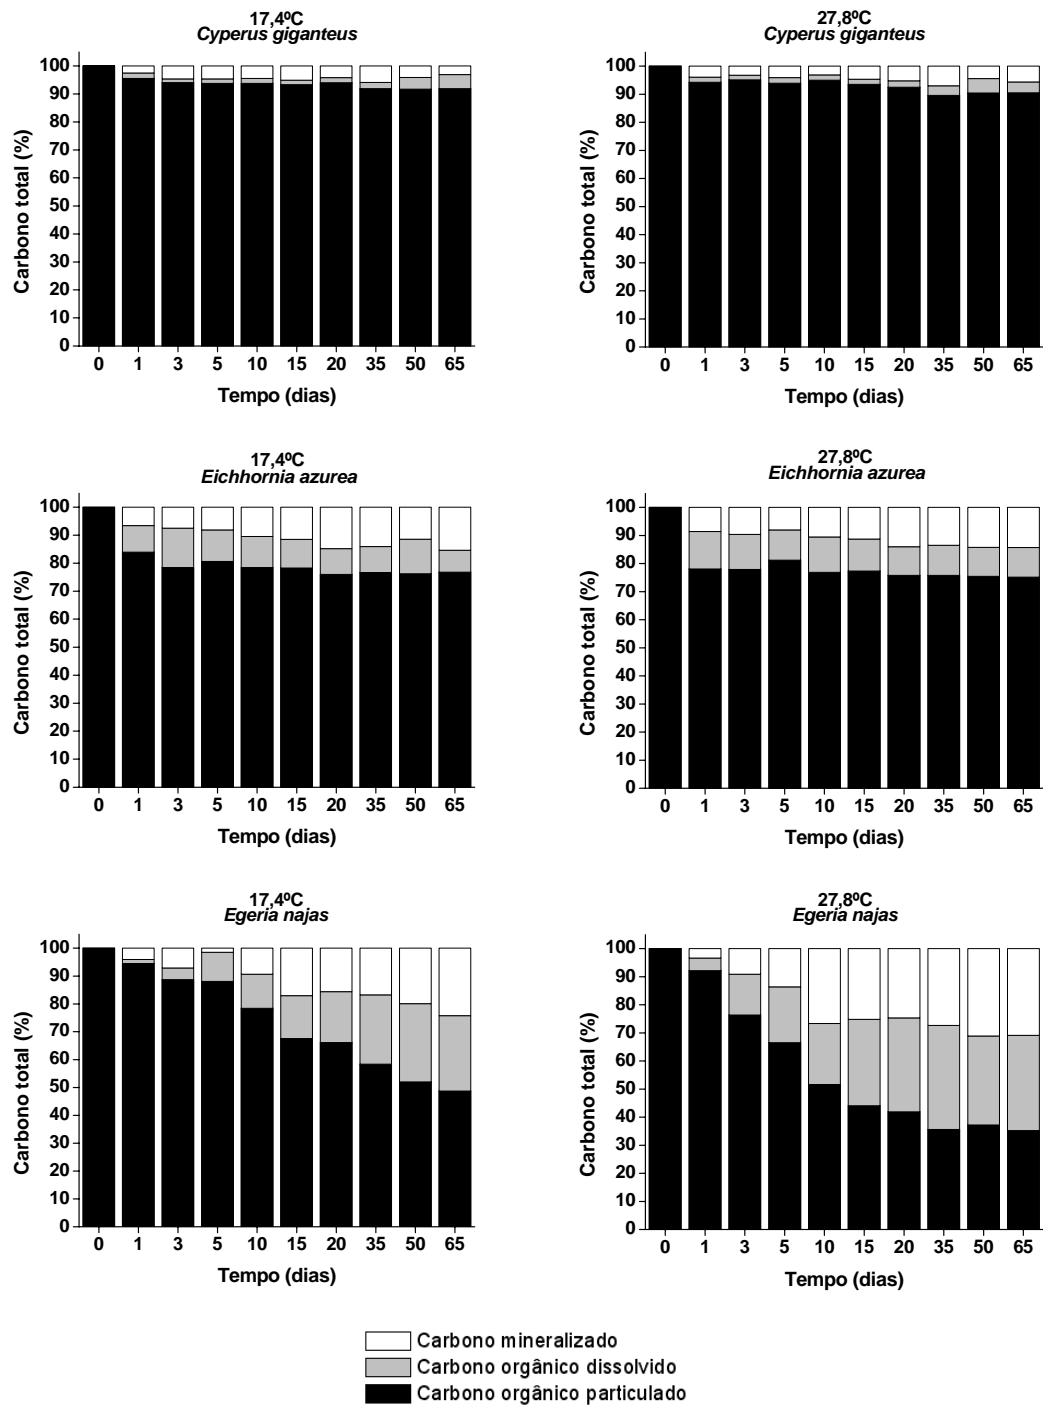 17,4ºC
Cyperus giganteus
100
90
80
70
60
50
40
30
20
10
0
Carbono total (%)
0 1 3 5 10 15 20 35 50 65
Tempo (dias)
27,8ºC
Cyperus giganteus
100
90
80
70
60
50
40
30
20
10
0
Carbono total (%)
0 1 3 5 10 15 20 35 50 65
Tempo (dias)
17,4ºC
Eichhornia azurea
100
90
80
70
60
50
40
30
20
10
0
Carbono total (%)
0 1 3 5 10 15 20 35 50 65
Tempo (dias)
27,8ºC
Eichhornia azurea
100
90
80
70
60
50
40
30
20
10
0
Carbono total (%)
0 1 3 5 10 15 20 35 50 65
Tempo (dias)
17,4ºC
Egeria najas
100
90
80
70
60
50
40
30
20
10
0
Carbono total (%)
0 1 3 5 10 15 20 35 50 65
Tempo (dias)
27,8ºC
Egeria najas
100
90
80
70
60
50
40
30
20
10
0
Carbono total (%)
0 1 3 5 10 15 20 35 50 65
Tempo (dias)
Carbono mineralizado
Carbono orgânico dissolvido
Carbono orgânico particulado